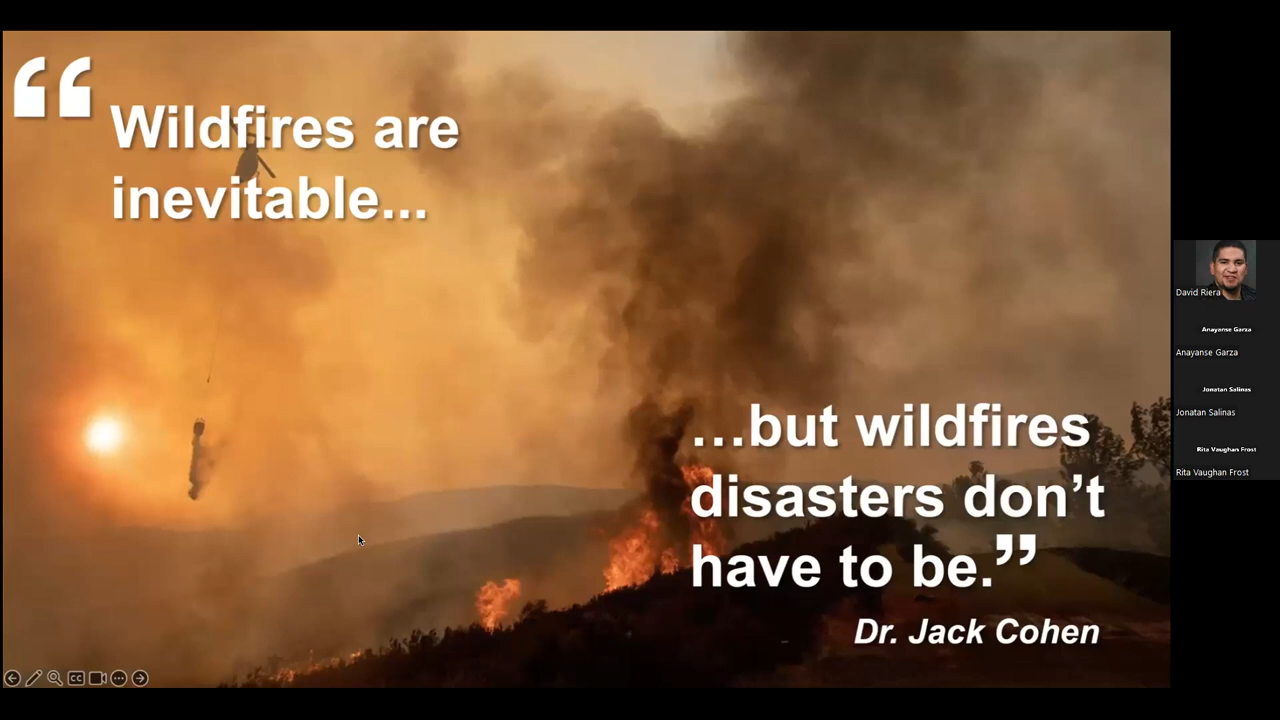 “Wildfires are
inevitable...
…but wildfires
disasters don’t
have to be.”
Dr. Jack Cohen
CC
David Riera
Anayanse Garza
Anayanse Garza
Jonatan Salinas
Jonatan Salinas
Rita Vaughan Frost
Rita Vaughan Frost